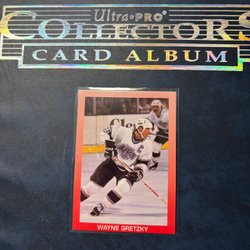 Ultra•PRO®
COLLECTORS
CARD ALBUM
WAYNE GRETZKY